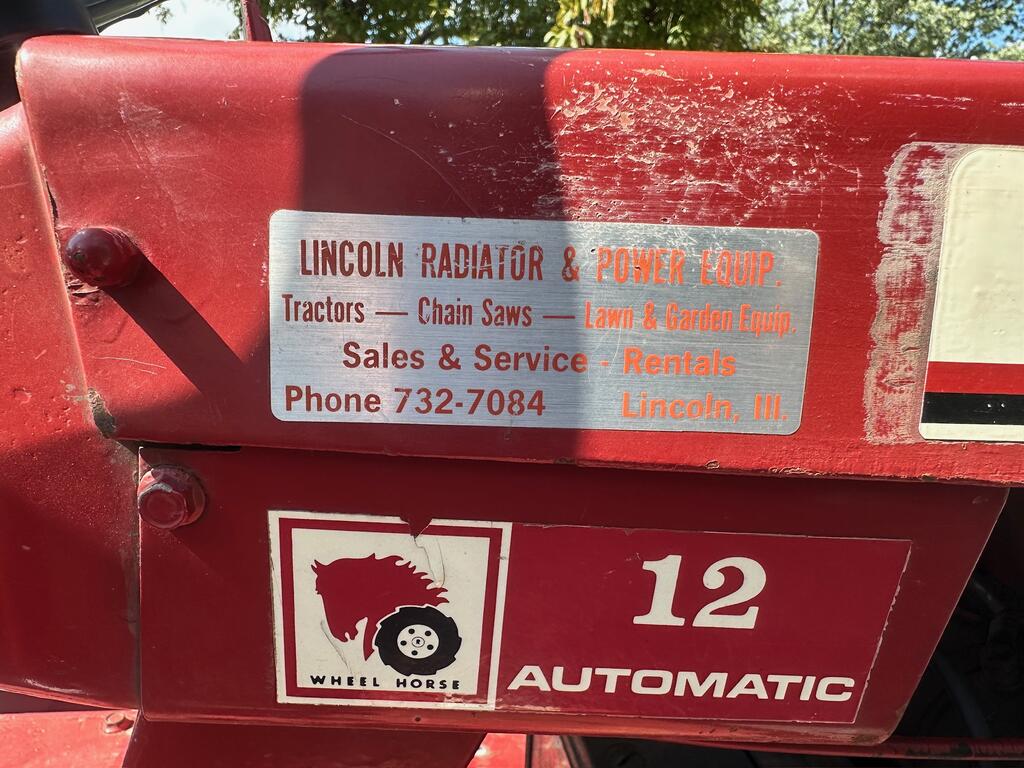 LINCOLN RADIATOR & POWER EQUIP.
Tractors — Chain Saws — Lawn & Garden Equip.
Sales & Service - Rentals
Phone 732-7084 Lincoln, Ill.
12
AUTOMATIC
WHEEL HORSE